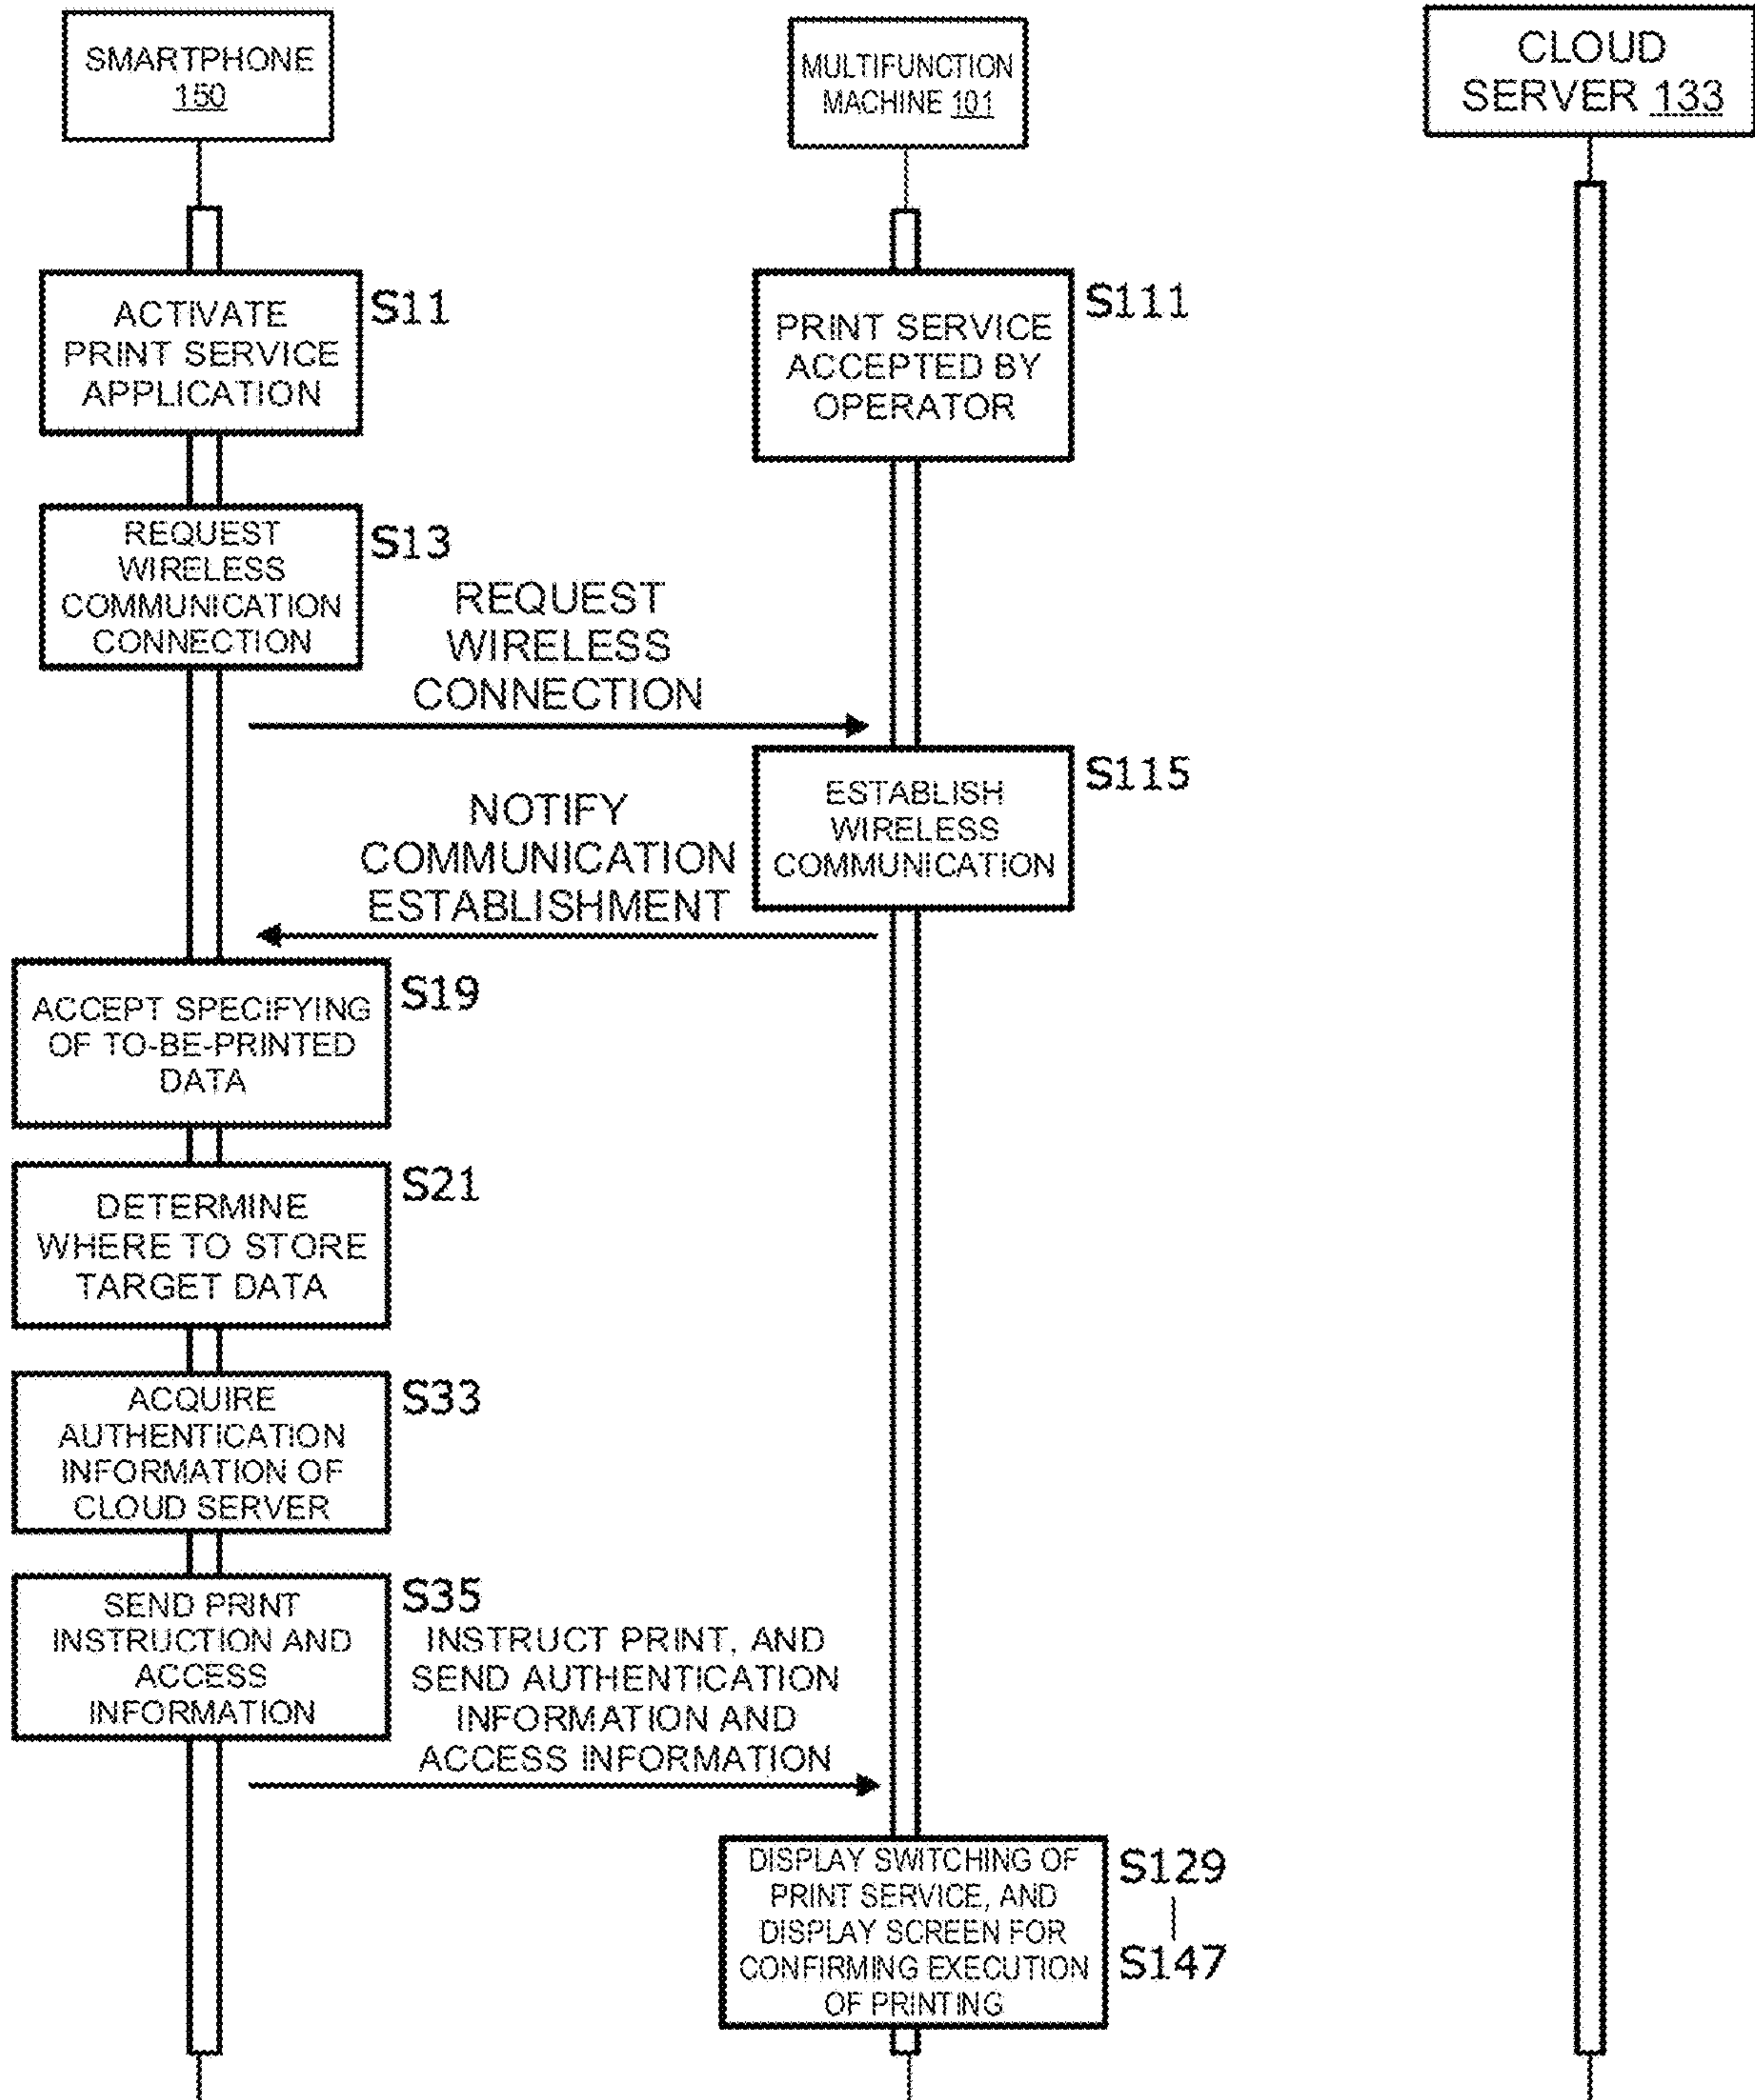 SMARTPHONE
150
MULTIFUNCTION
MACHINE 101
CLOUD
SERVER 133
ACTIVATE
PRINT SERVICE
APPLICATION
S11
PRINT SERVICE
ACCEPTED BY
OPERATOR
S111
REQUEST
WIRELESS
COMMUNICATION
CONNECTION
S13
REQUEST
WIRELESS
CONNECTION
ESTABLISH
WIRELESS
COMMUNICATION
S115
NOTIFY
COMMUNICATION
ESTABLISHMENT
ACCEPT SPECIFYING
OF TO-BE-PRINTED
DATA
S19
DETERMINE
WHERE TO STORE
TARGET DATA
S21
ACQUIRE
AUTHENTICATION
INFORMATION OF
CLOUD SERVER
S33
SEND PRINT
INSTRUCTION AND
ACCESS
INFORMATION
S35
INSTRUCT PRINT, AND
SEND AUTHENTICATION
INFORMATION AND
ACCESS INFORMATION
DISPLAY SWITCHING OF
PRINT SERVICE, AND
DISPLAY SCREEN FOR
CONFIRMING EXECUTION
OF PRINTING
S129
S147